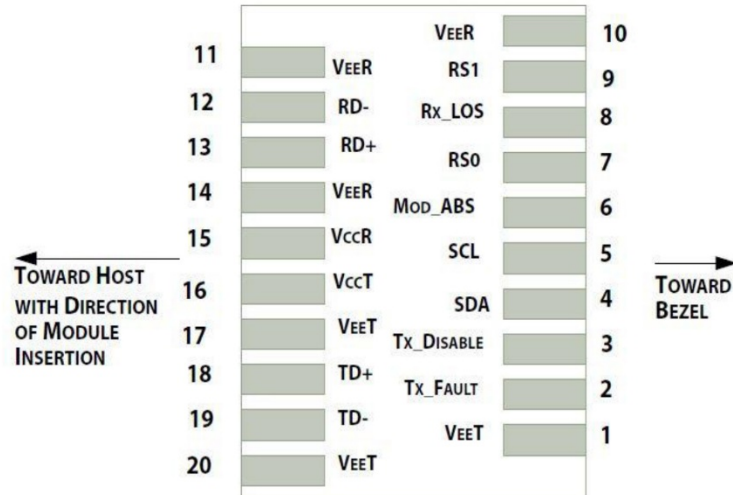 VEER 10
11 VEER
RS1 9
12 RD-
RX_LOS 8
13 RD+
RS0 7
14 VEER
MOD_ABS 6
15 VCCR
SCL 5
TOWARD HOST
WITH DIRECTION
OF MODULE
INSERTION
16 VCCT
SDA 4
TOWARD
BEZEL
17 VEET
TX_DISABLE 3
18 TD+
TX_FAULT 2
19 TD-
VEET 1
20 VEET